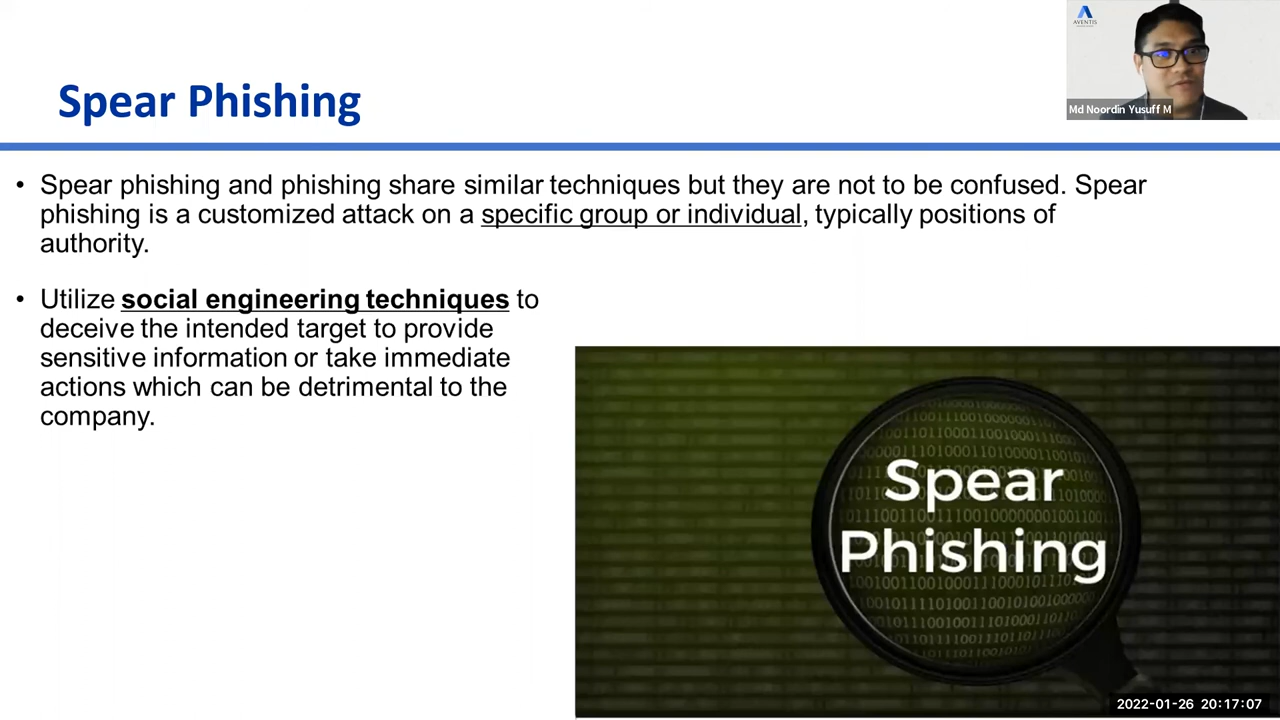 AVENTIS
Md Noordin Yusuff M
Spear Phishing
• Spear phishing and phishing share similar techniques but they are not to be confused. Spear
phishing is a customized attack on a specific group or individual, typically positions of
authority.
• Utilize social engineering techniques to
deceive the intended target to provide
sensitive information or take immediate
actions which can be detrimental to the
company.
Spear
Phishing
2022-01-26 20:17:07